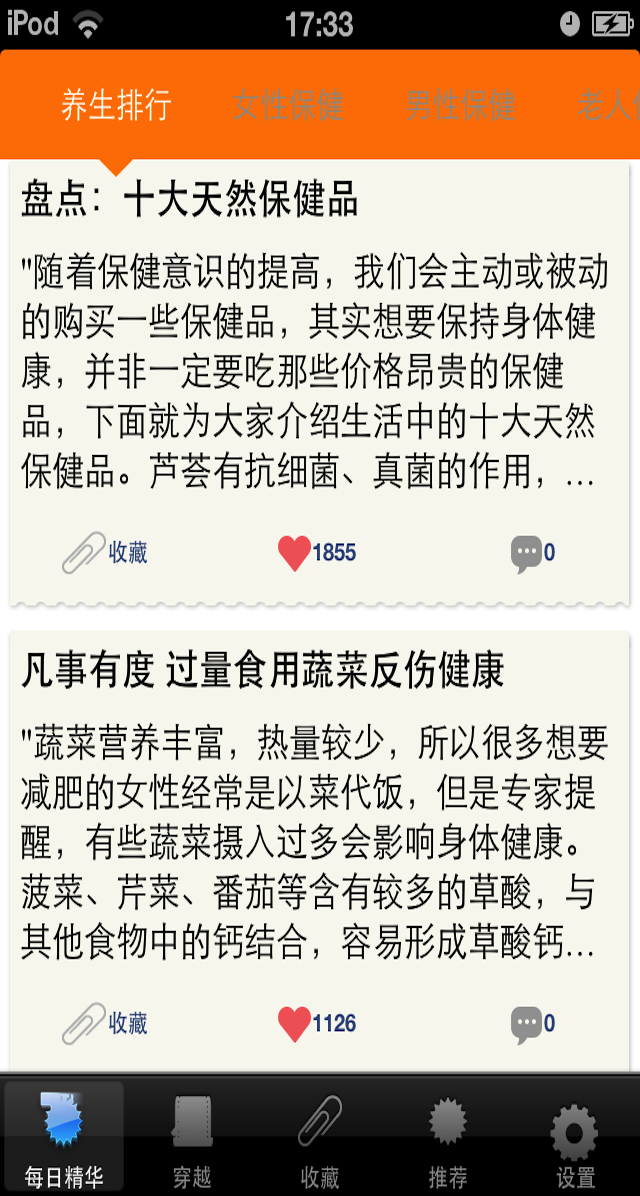 iPod 17:33
养生排行 女性保健 男性保健 老人
盘点：十大天然保健品
"随着保健意识的提高，我们会主动或被动
的购买一些保健品，其实想要保持身体健
康，并非一定要吃那些价格昂贵的保健
品，下面就为大家介绍生活中的十大天然
保健品。芦荟有抗细菌、真菌的作用，…
收藏 1855 0
凡事有度 过量食用蔬菜反伤健康
"蔬菜营养丰富，热量较少，所以很多想要
减肥的女性经常是以菜代饭，但是专家提
醒，有些蔬菜摄入过多会影响身体健康。
菠菜、芹菜、番茄等含有较多的草酸，与
其他食物中的钙结合，容易形成草酸钙…
收藏 1126 0
每日精华 穿越 收藏 推荐 设置